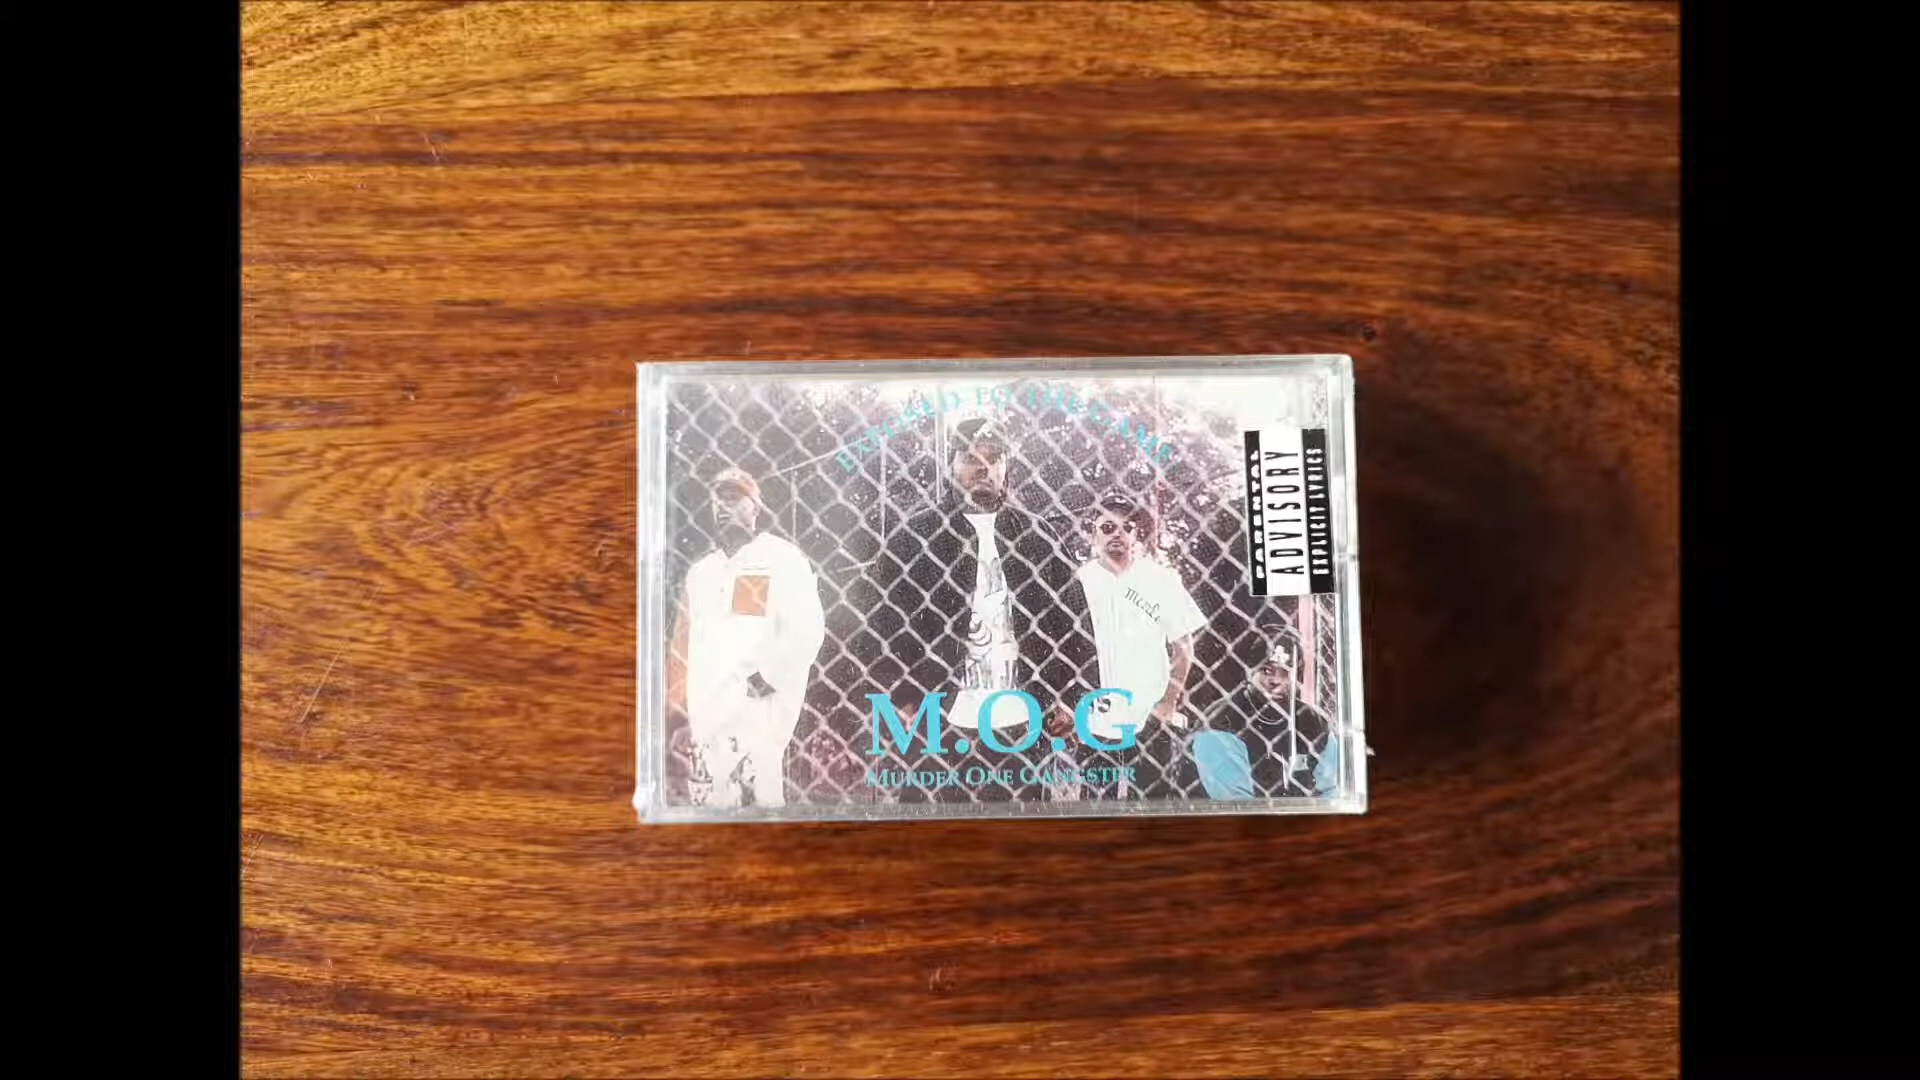 EXPOSED TO THE GAME
PARENTAL
ADVISORY
EXPLICIT LYRICS
M.O.G
MURDER ONE GANGSTER